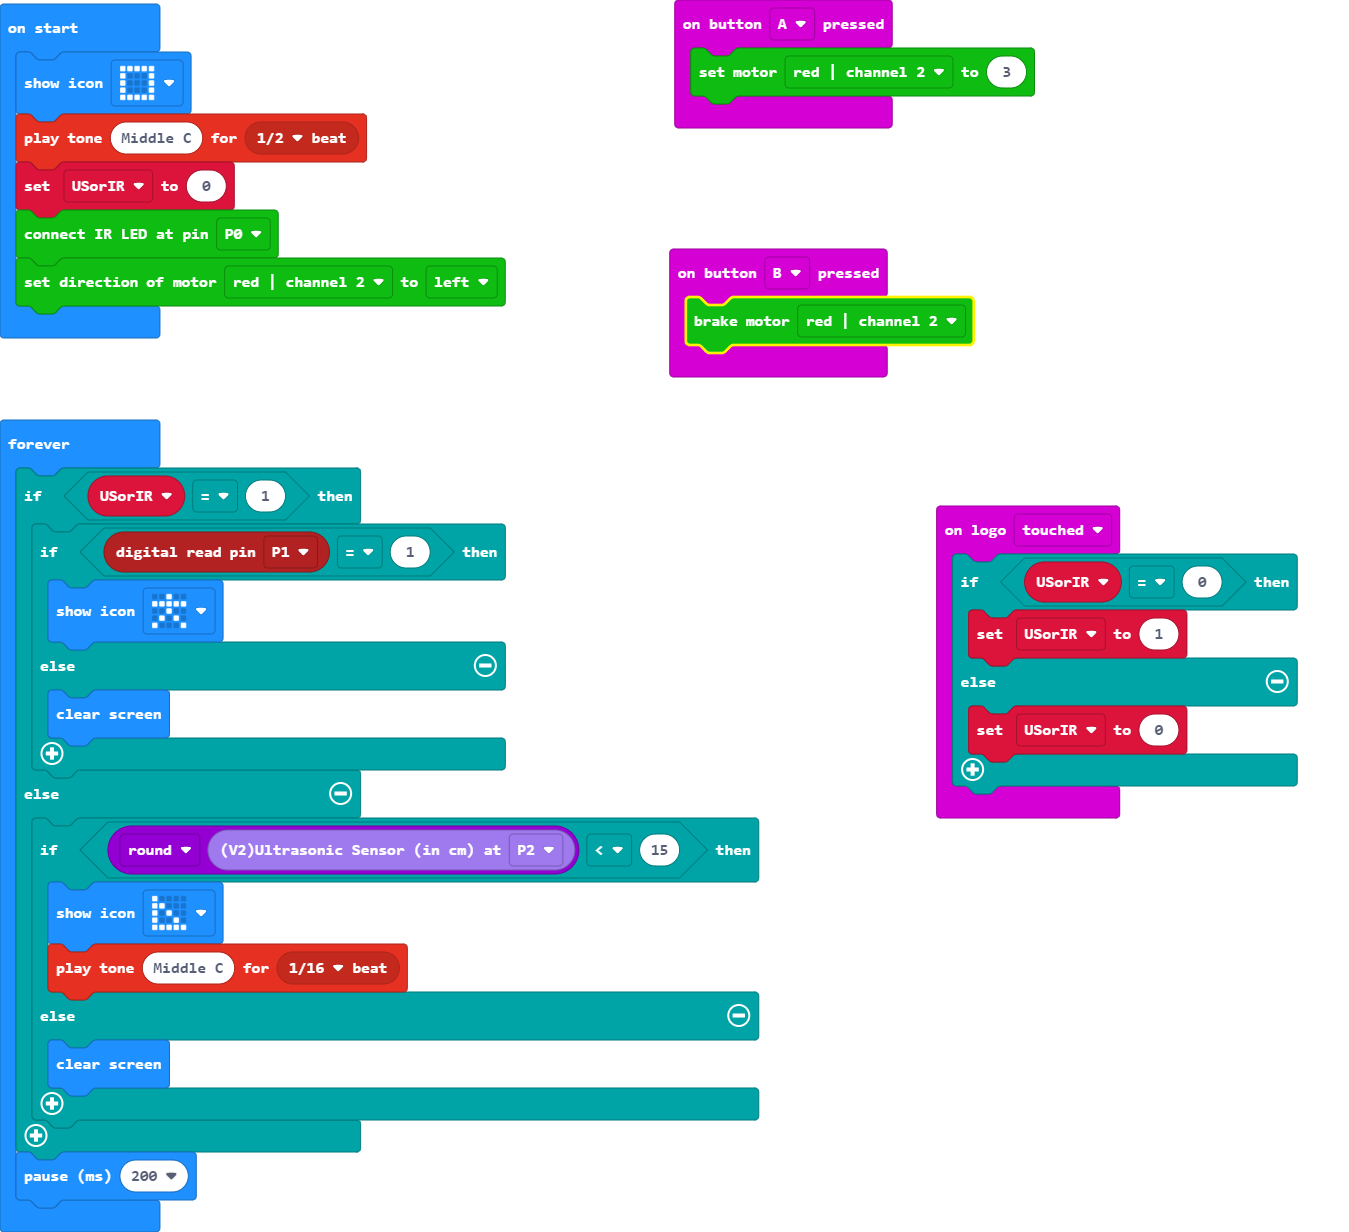 on start
show icon
play tone Middle C for 1/2 beat
set USorIR to 0
connect IR LED at pin P0
set direction of motor red | channel 2 to left
on button A pressed
set motor red | channel 2 to 3
on button B pressed
brake motor red | channel 2
forever
if USorIR = 1 then
if digital read pin P1 = 1 then
show icon
else
clear screen
else
if round (V2)Ultrasonic Sensor (in cm) at P2 < 15 then
show icon
play tone Middle C for 1/16 beat
else
clear screen
pause (ms) 200
on logo touched
if USorIR = 0 then
set USorIR to 1
else
set USorIR to 0